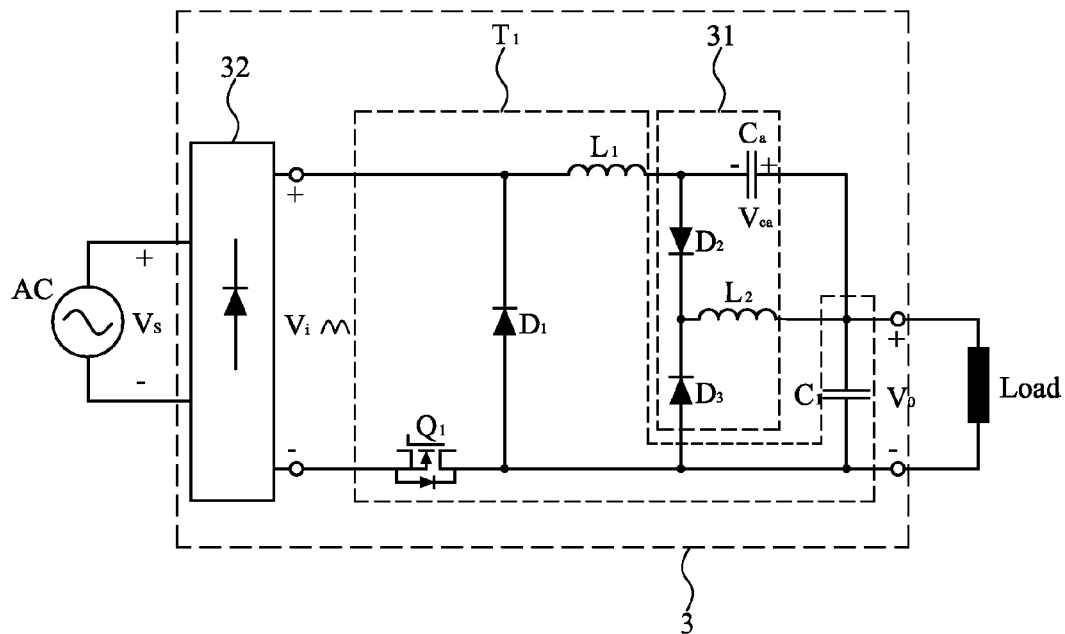 T1
31
32
Ca
L1
- +
+
Vca
D2
+
AC
Vs
Vi
D1
L2
+
-
D3
C1
Vo
Load
Q1
-
-
3